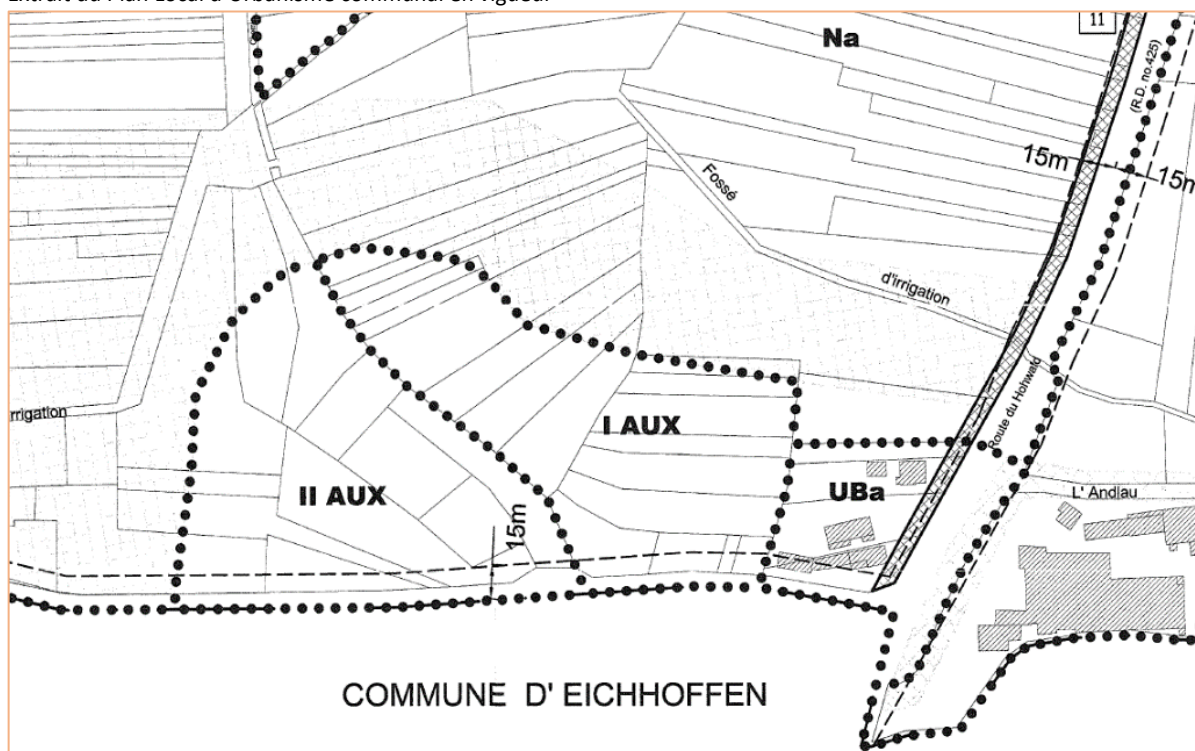 Extrait du Plan Local d'Urbanisme communal en vigueur
11
Na
(R.D. no.425)
15m
15m
Fossé
d'irrigation
Route du Hohwald
rrigation
I AUX
II AUX
UBa
L' Andlau
15m
COMMUNE D' EICHHOFFEN